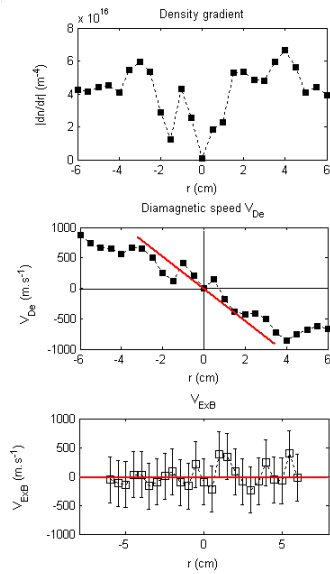 x 10^16
Density gradient
|dn/dr| (m⁻⁴)
8
6
4
2
0
-6 -4 -2 0 2 4 6
r (cm)
Diamagnetic speed V_De
V_De (m.s⁻¹)
1000
500
0
-500
-1000
-6 -4 -2 0 2 4 6
r (cm)
V_ExB
V_ExB (m.s⁻¹)
1000
500
0
-500
-1000
-5 0 5
r (cm)